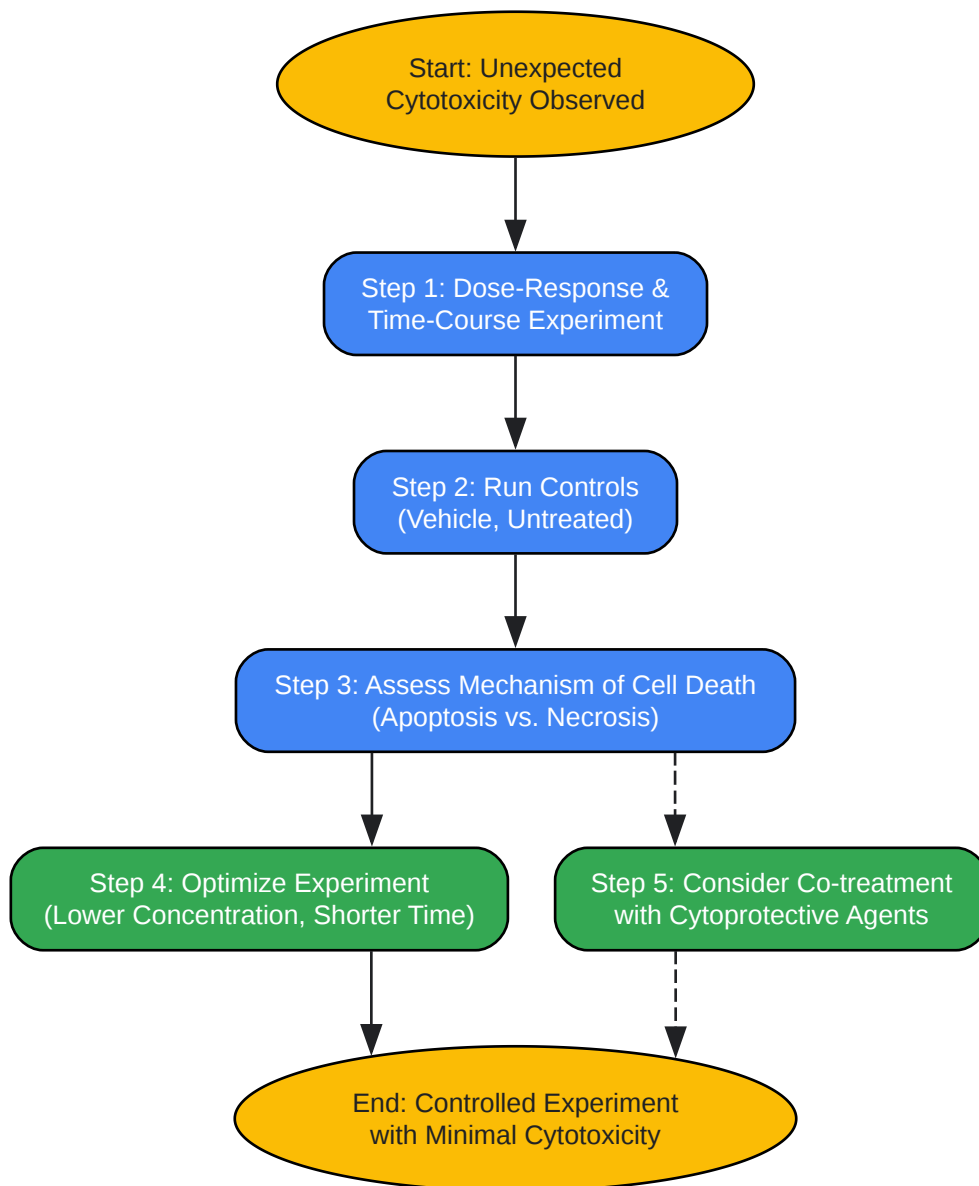 Start: Unexpected
Cytotoxicity Observed
Step 1: Dose-Response &
Time-Course Experiment
Step 2: Run Controls
(Vehicle, Untreated)
Step 3: Assess Mechanism of Cell Death
(Apoptosis vs. Necrosis)
Step 4: Optimize Experiment
(Lower Concentration, Shorter Time)
Step 5: Consider Co-treatment
with Cytoprotective Agents
End: Controlled Experiment
with Minimal Cytotoxicity